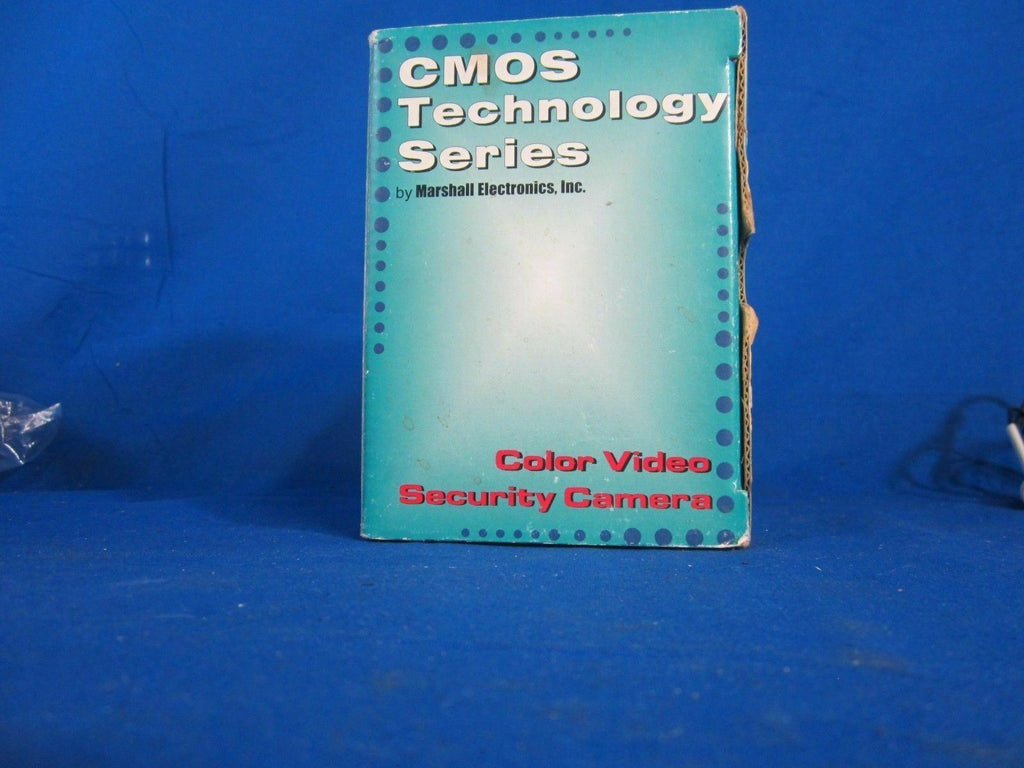 CMOS
Technology
Series
by Marshall Electronics, Inc.
Color Video
Security Camera